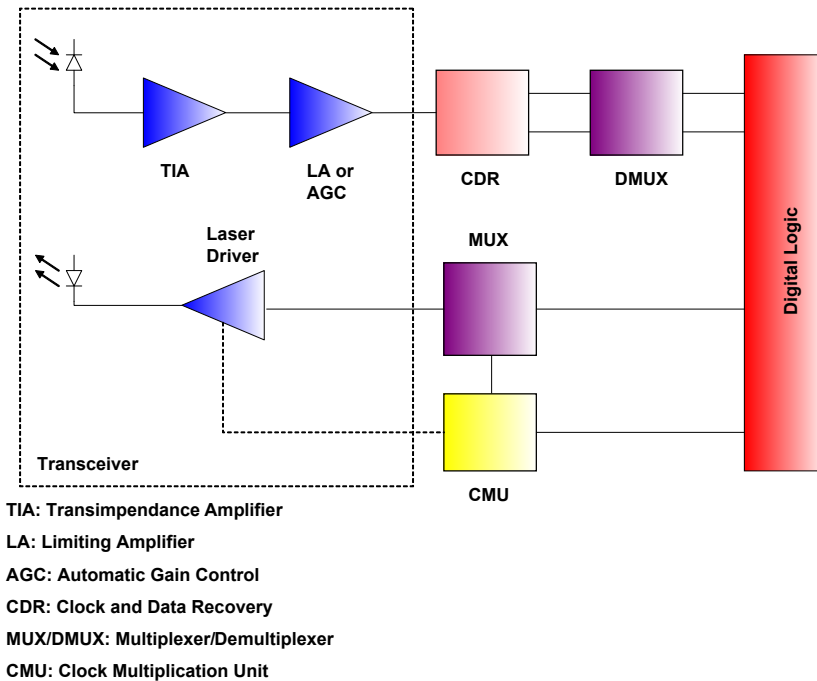 TIA
LA or
AGC
CDR
DMUX
Laser
Driver
MUX
Digital Logic
CMU
Transceiver
TIA: Transimpendance Amplifier
LA: Limiting Amplifier
AGC: Automatic Gain Control
CDR: Clock and Data Recovery
MUX/DMUX: Multiplexer/Demultiplexer
CMU: Clock Multiplication Unit